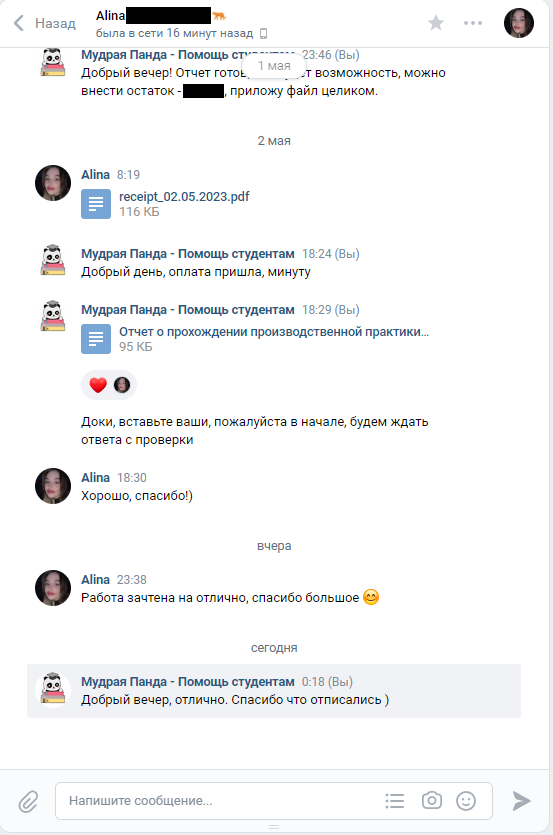 Назад
Alina
была в сети 16 минут назад
Мудрая Панда - Помощь студентам 23:46 (Вы)
1 мая
Добрый вечер! Отчет готов, возможность, можно
внести остаток - , приложу файл целиком.
2 мая
Alina 8:19
receipt_02.05.2023.pdf
116 КБ
Мудрая Панда - Помощь студентам 18:24 (Вы)
Добрый день, оплата пришла, минуту
Мудрая Панда - Помощь студентам 18:29 (Вы)
Отчет о прохождении производственной практики...
95 КБ
Доки, вставьте ваши, пожалуйста в начале, будем ждать
ответа с проверки
Alina 18:30
Хорошо, спасибо!)
вчера
Alina 23:38
Работа зачтена на отлично, спасибо большое 😊
сегодня
Мудрая Панда - Помощь студентам 0:18 (Вы)
Добрый вечер, отлично. Спасибо что отписались )
Напишите сообщение...